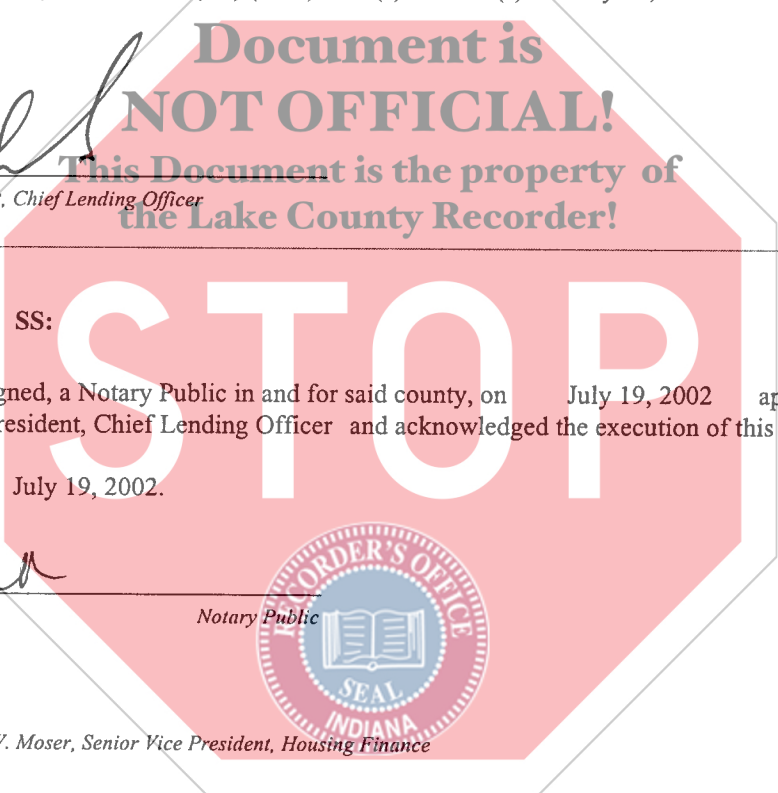 Document is
NOT OFFICIAL!
This Document is the property of
, Chief Lending Officer
the Lake County Recorder!
SS:
STOP
gned, a Notary Public in and for said county, on July 19, 2002 ap
resident, Chief Lending Officer and acknowledged the execution of this
July 19, 2002.
Notary Public
RECORDER'S OFFICE
SEAL
INDIANA
V. Moser, Senior Vice President, Housing Finance